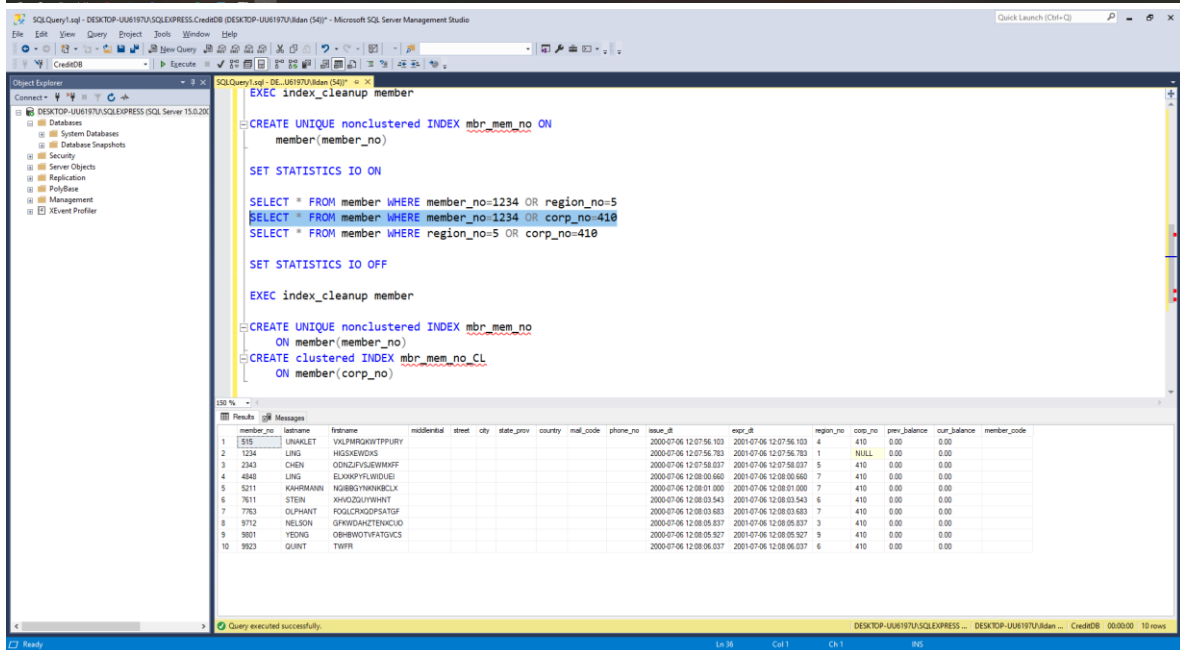 SQLQuery1.sql - DESKTOP-UU6197U\SQLEXPRESS.CreditDB (DESKTOP-UU6197U\Ildan (54))* - Microsoft SQL Server Management Studio
Quick Launch (Ctrl+Q)
File Edit View Query Project Tools Window Help
New Query
CreditDB Execute
Object Explorer
SQLQuery1.sql - DE...U6197U\Ildan (54))*
Connect
DESKTOP-UU6197U\SQLEXPRESS (SQL Server 15.0.200
Databases
System Databases
Database Snapshots
Security
Server Objects
Replication
PolyBase
Management
XEvent Profiler
EXEC index_cleanup member
CREATE UNIQUE nonclustered INDEX mbr_mem_no ON
member(member_no)
SET STATISTICS IO ON
SELECT * FROM member WHERE member_no=1234 OR region_no=5
SELECT * FROM member WHERE member_no=1234 OR corp_no=410
SELECT * FROM member WHERE region_no=5 OR corp_no=410
SET STATISTICS IO OFF
EXEC index_cleanup member
CREATE UNIQUE nonclustered INDEX mbr_mem_no
ON member(member_no)
CREATE clustered INDEX mbr_mem_no_CL
ON member(corp_no)
150 %
Results Messages
member_no lastname firstname middleinitial street city state_prov country mail_code phone_no issue_dt expr_dt region_no corp_no prev_balance curr_balance member_code
1 515 UNAKLET VXLPMRQKWTPPURY 2000-07-06 12:07:56.103 2001-07-06 12:07:56.103 4 410 0.00 0.00
2 1234 LING HIGSXEWDXS 2000-07-06 12:07:56.783 2001-07-06 12:07:56.783 1 NULL 0.00 0.00
3 2343 CHEN ODNZJFVSJEWMXFF 2000-07-06 12:07:58.037 2001-07-06 12:07:58.037 5 410 0.00 0.00
4 4848 LING ELXXKPYFLWIDUEI 2000-07-06 12:08:00.660 2001-07-06 12:08:00.660 7 410 0.00 0.00
5 5211 KAHRMANN NQIBBGYNKNKBCLX 2000-07-06 12:08:01.000 2001-07-06 12:08:01.000 7 410 0.00 0.00
6 7611 STEIN XHVOZQUYWHNT 2000-07-06 12:08:03.543 2001-07-06 12:08:03.543 6 410 0.00 0.00
7 7763 OLPHANT FOQLCRXQDPSATGF 2000-07-06 12:08:03.683 2001-07-06 12:08:03.683 7 410 0.00 0.00
8 9712 NELSON GFKWDAHZTENXCUO 2000-07-06 12:08:05.837 2001-07-06 12:08:05.837 3 410 0.00 0.00
9 9801 YEONG OBHBWOTVFATGVCS 2000-07-06 12:08:05.927 2001-07-06 12:08:05.927 9 410 0.00 0.00
10 9923 QUINT TWFR 2000-07-06 12:08:06.037 2001-07-06 12:08:06.037 6 410 0.00 0.00
Query executed successfully. DESKTOP-UU6197U\SQLEXPRESS ... DESKTOP-UU6197U\Ildan ... CreditDB 00:00:00 10 rows
Ready Ln 36 Col 1 Ch 1 INS